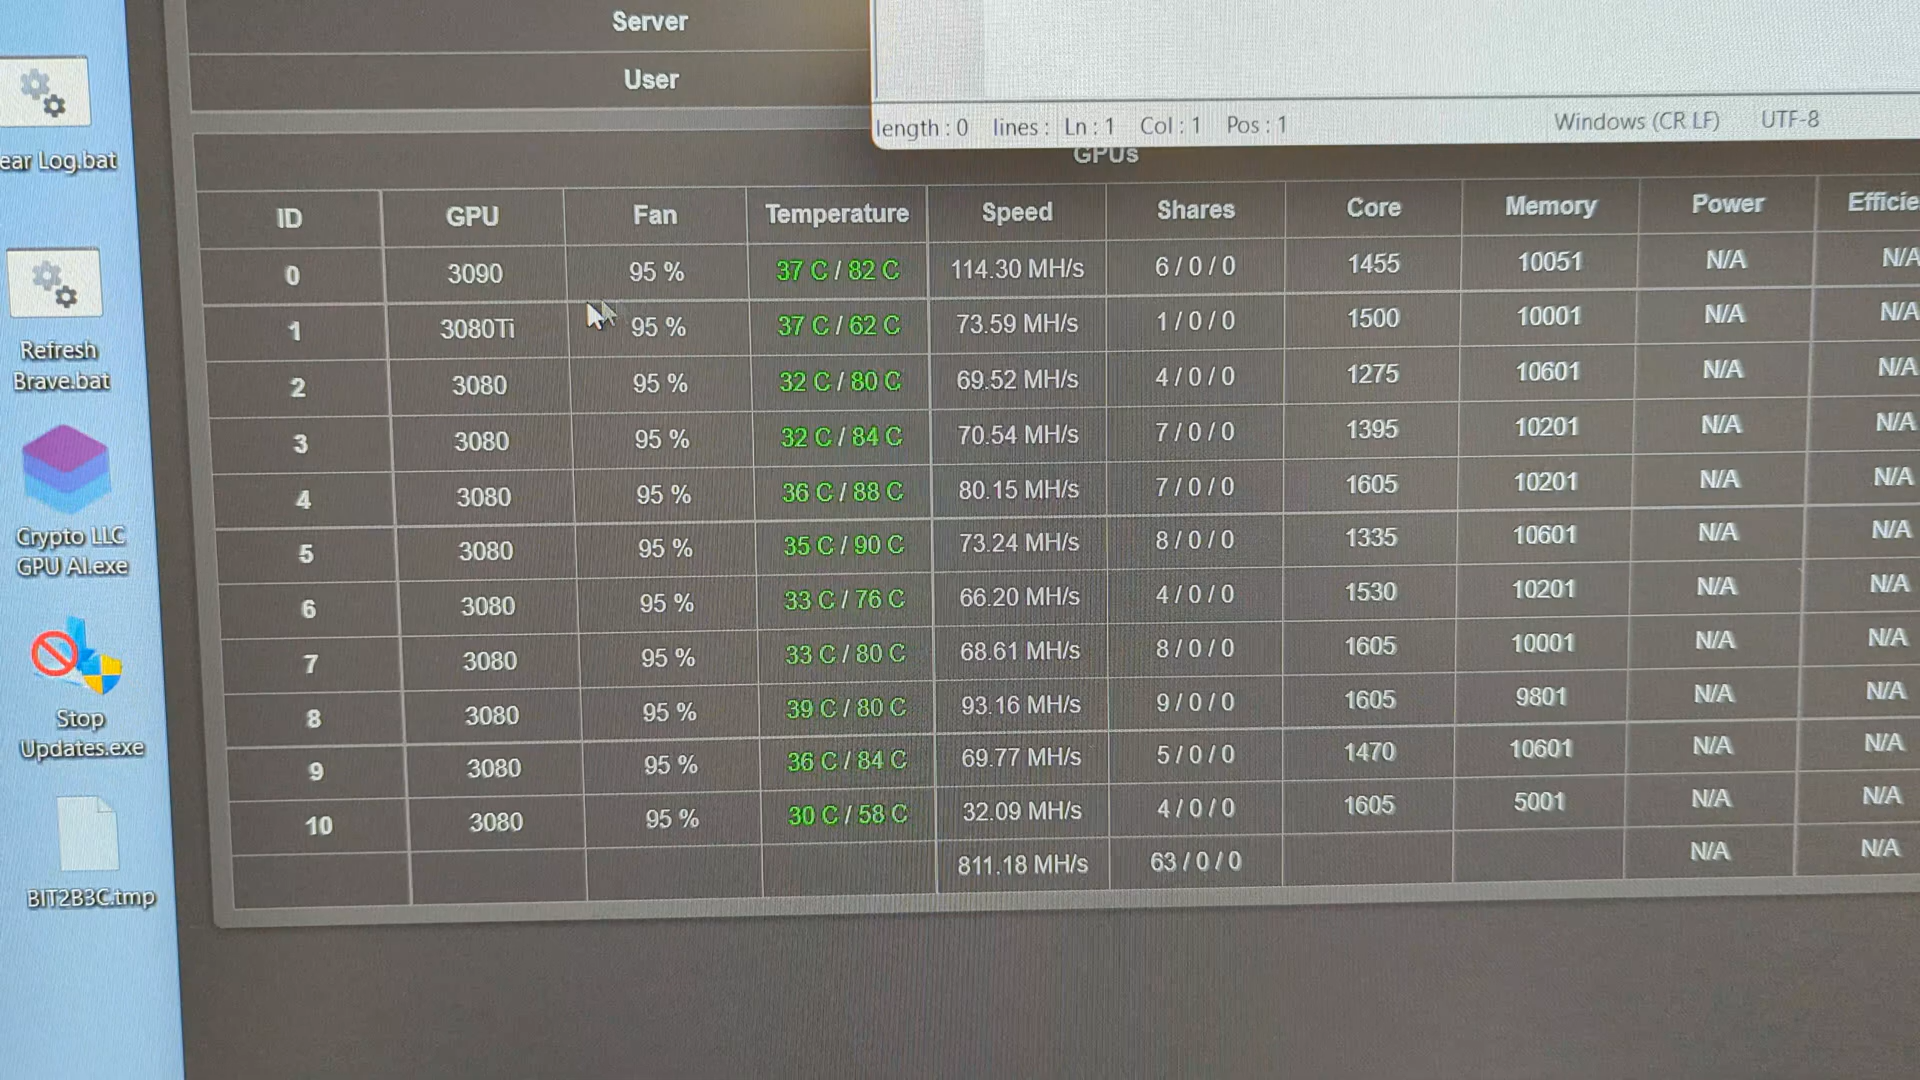 Server
User
length : 0 lines : Ln : 1 Col : 1 Pos : 1 Windows (CR LF) UTF-8
GPUs
ID GPU Fan Temperature Speed Shares Core Memory Power Efficie
0 3090 95 % 37 C / 82 C 114.30 MH/s 6 / 0 / 0 1455 10051 N/A N/A
1 3080Ti 95 % 37 C / 62 C 73.59 MH/s 1 / 0 / 0 1500 10001 N/A N/A
2 3080 95 % 32 C / 80 C 69.52 MH/s 4 / 0 / 0 1275 10601 N/A N/A
3 3080 95 % 32 C / 84 C 70.54 MH/s 7 / 0 / 0 1395 10201 N/A N/A
4 3080 95 % 36 C / 88 C 80.15 MH/s 7 / 0 / 0 1605 10201 N/A N/A
5 3080 95 % 35 C / 90 C 73.24 MH/s 8 / 0 / 0 1335 10601 N/A N/A
6 3080 95 % 33 C / 76 C 66.20 MH/s 4 / 0 / 0 1530 10201 N/A N/A
7 3080 95 % 33 C / 80 C 68.61 MH/s 8 / 0 / 0 1605 10001 N/A N/A
8 3080 95 % 39 C / 80 C 93.16 MH/s 9 / 0 / 0 1605 9801 N/A N/A
9 3080 95 % 36 C / 84 C 69.77 MH/s 5 / 0 / 0 1470 10601 N/A N/A
10 3080 95 % 30 C / 58 C 32.09 MH/s 4 / 0 / 0 1605 5001 N/A N/A
811.18 MH/s 63 / 0 / 0 N/A N/A
ear Log.bat
Refresh
Brave.bat
Crypto LLC
GPU AI.exe
Stop
Updates.exe
BIT2B3C.tmp